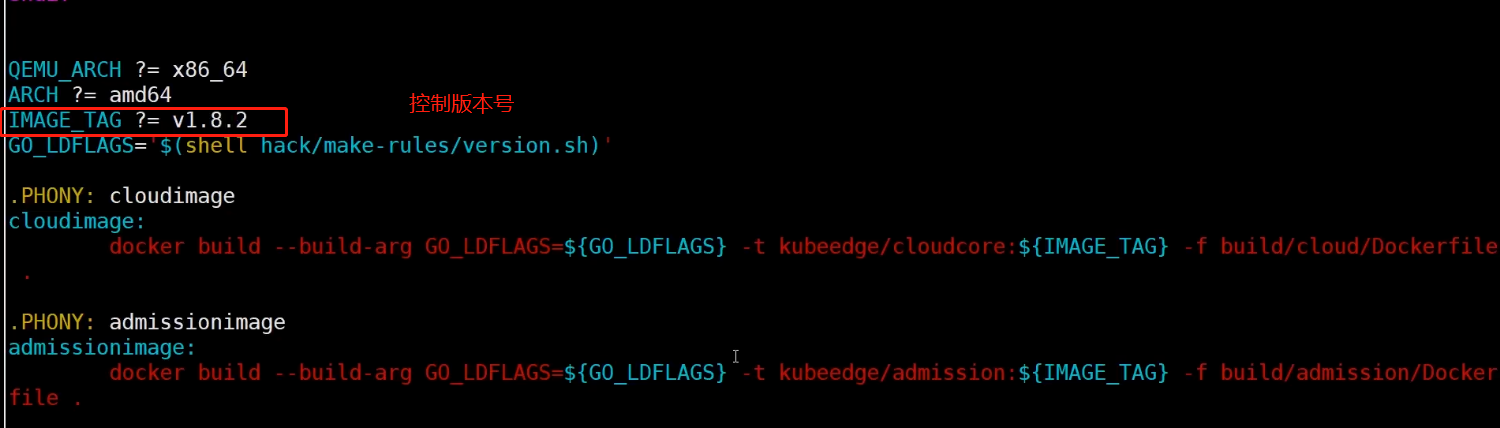 QEMU_ARCH ?= x86_64
ARCH ?= amd64
控制版本号
IMAGE_TAG ?= v1.8.2
GO_LDFLAGS='$(shell hack/make-rules/version.sh)'
.PHONY: cloudimage
cloudimage:
docker build --build-arg GO_LDFLAGS=${GO_LDFLAGS} -t kubeedge/cloudcore:${IMAGE_TAG} -f build/cloud/Dockerfile
.
.PHONY: admissionimage
admissionimage:
docker build --build-arg GO_LDFLAGS=${GO_LDFLAGS} -t kubeedge/admission:${IMAGE_TAG} -f build/admission/Docker
file .